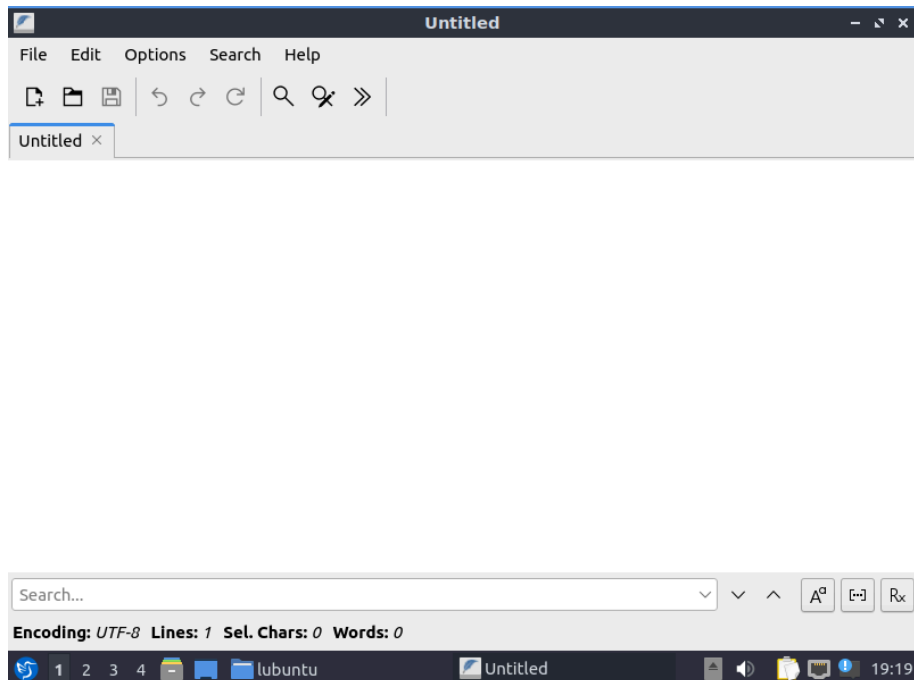 Untitled
File Edit Options Search Help
Untitled
Search...
Encoding: UTF-8 Lines: 1 Sel. Chars: 0 Words: 0
1 2 3 4 lubuntu Untitled 19:19